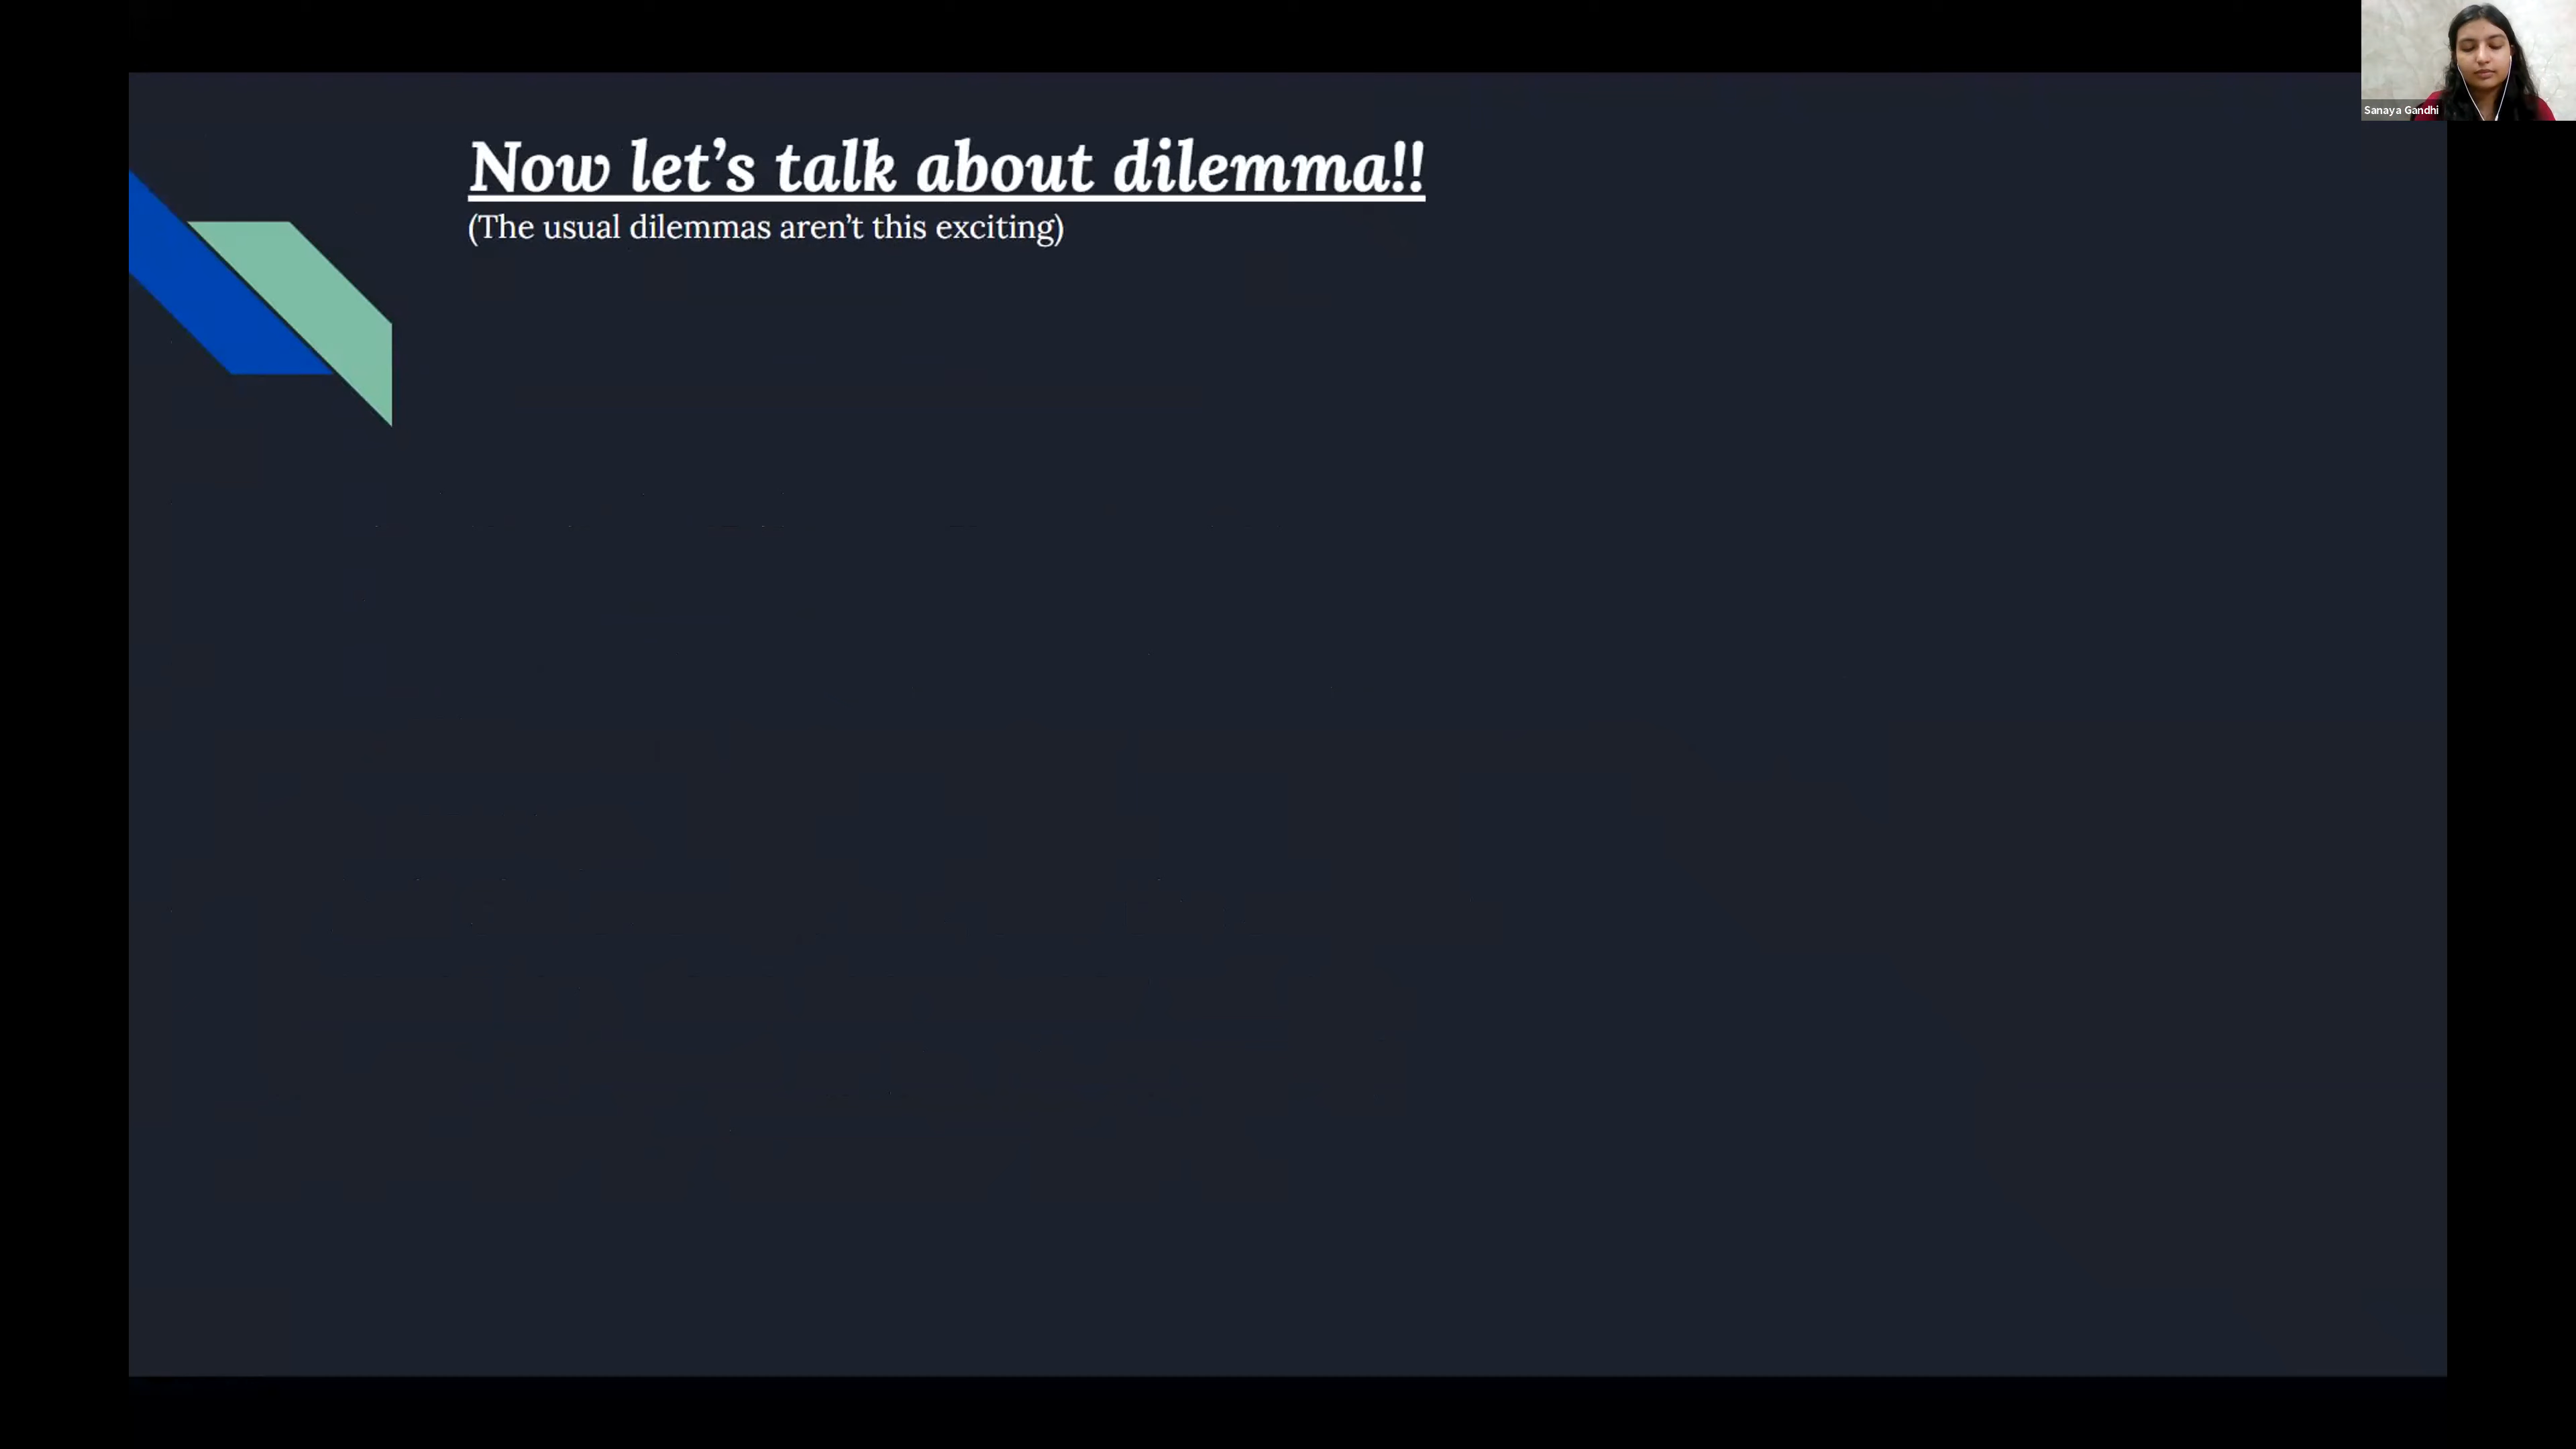 Now let’s talk about dilemma!!
(The usual dilemmas aren’t this exciting)
Sanaya Gandhi